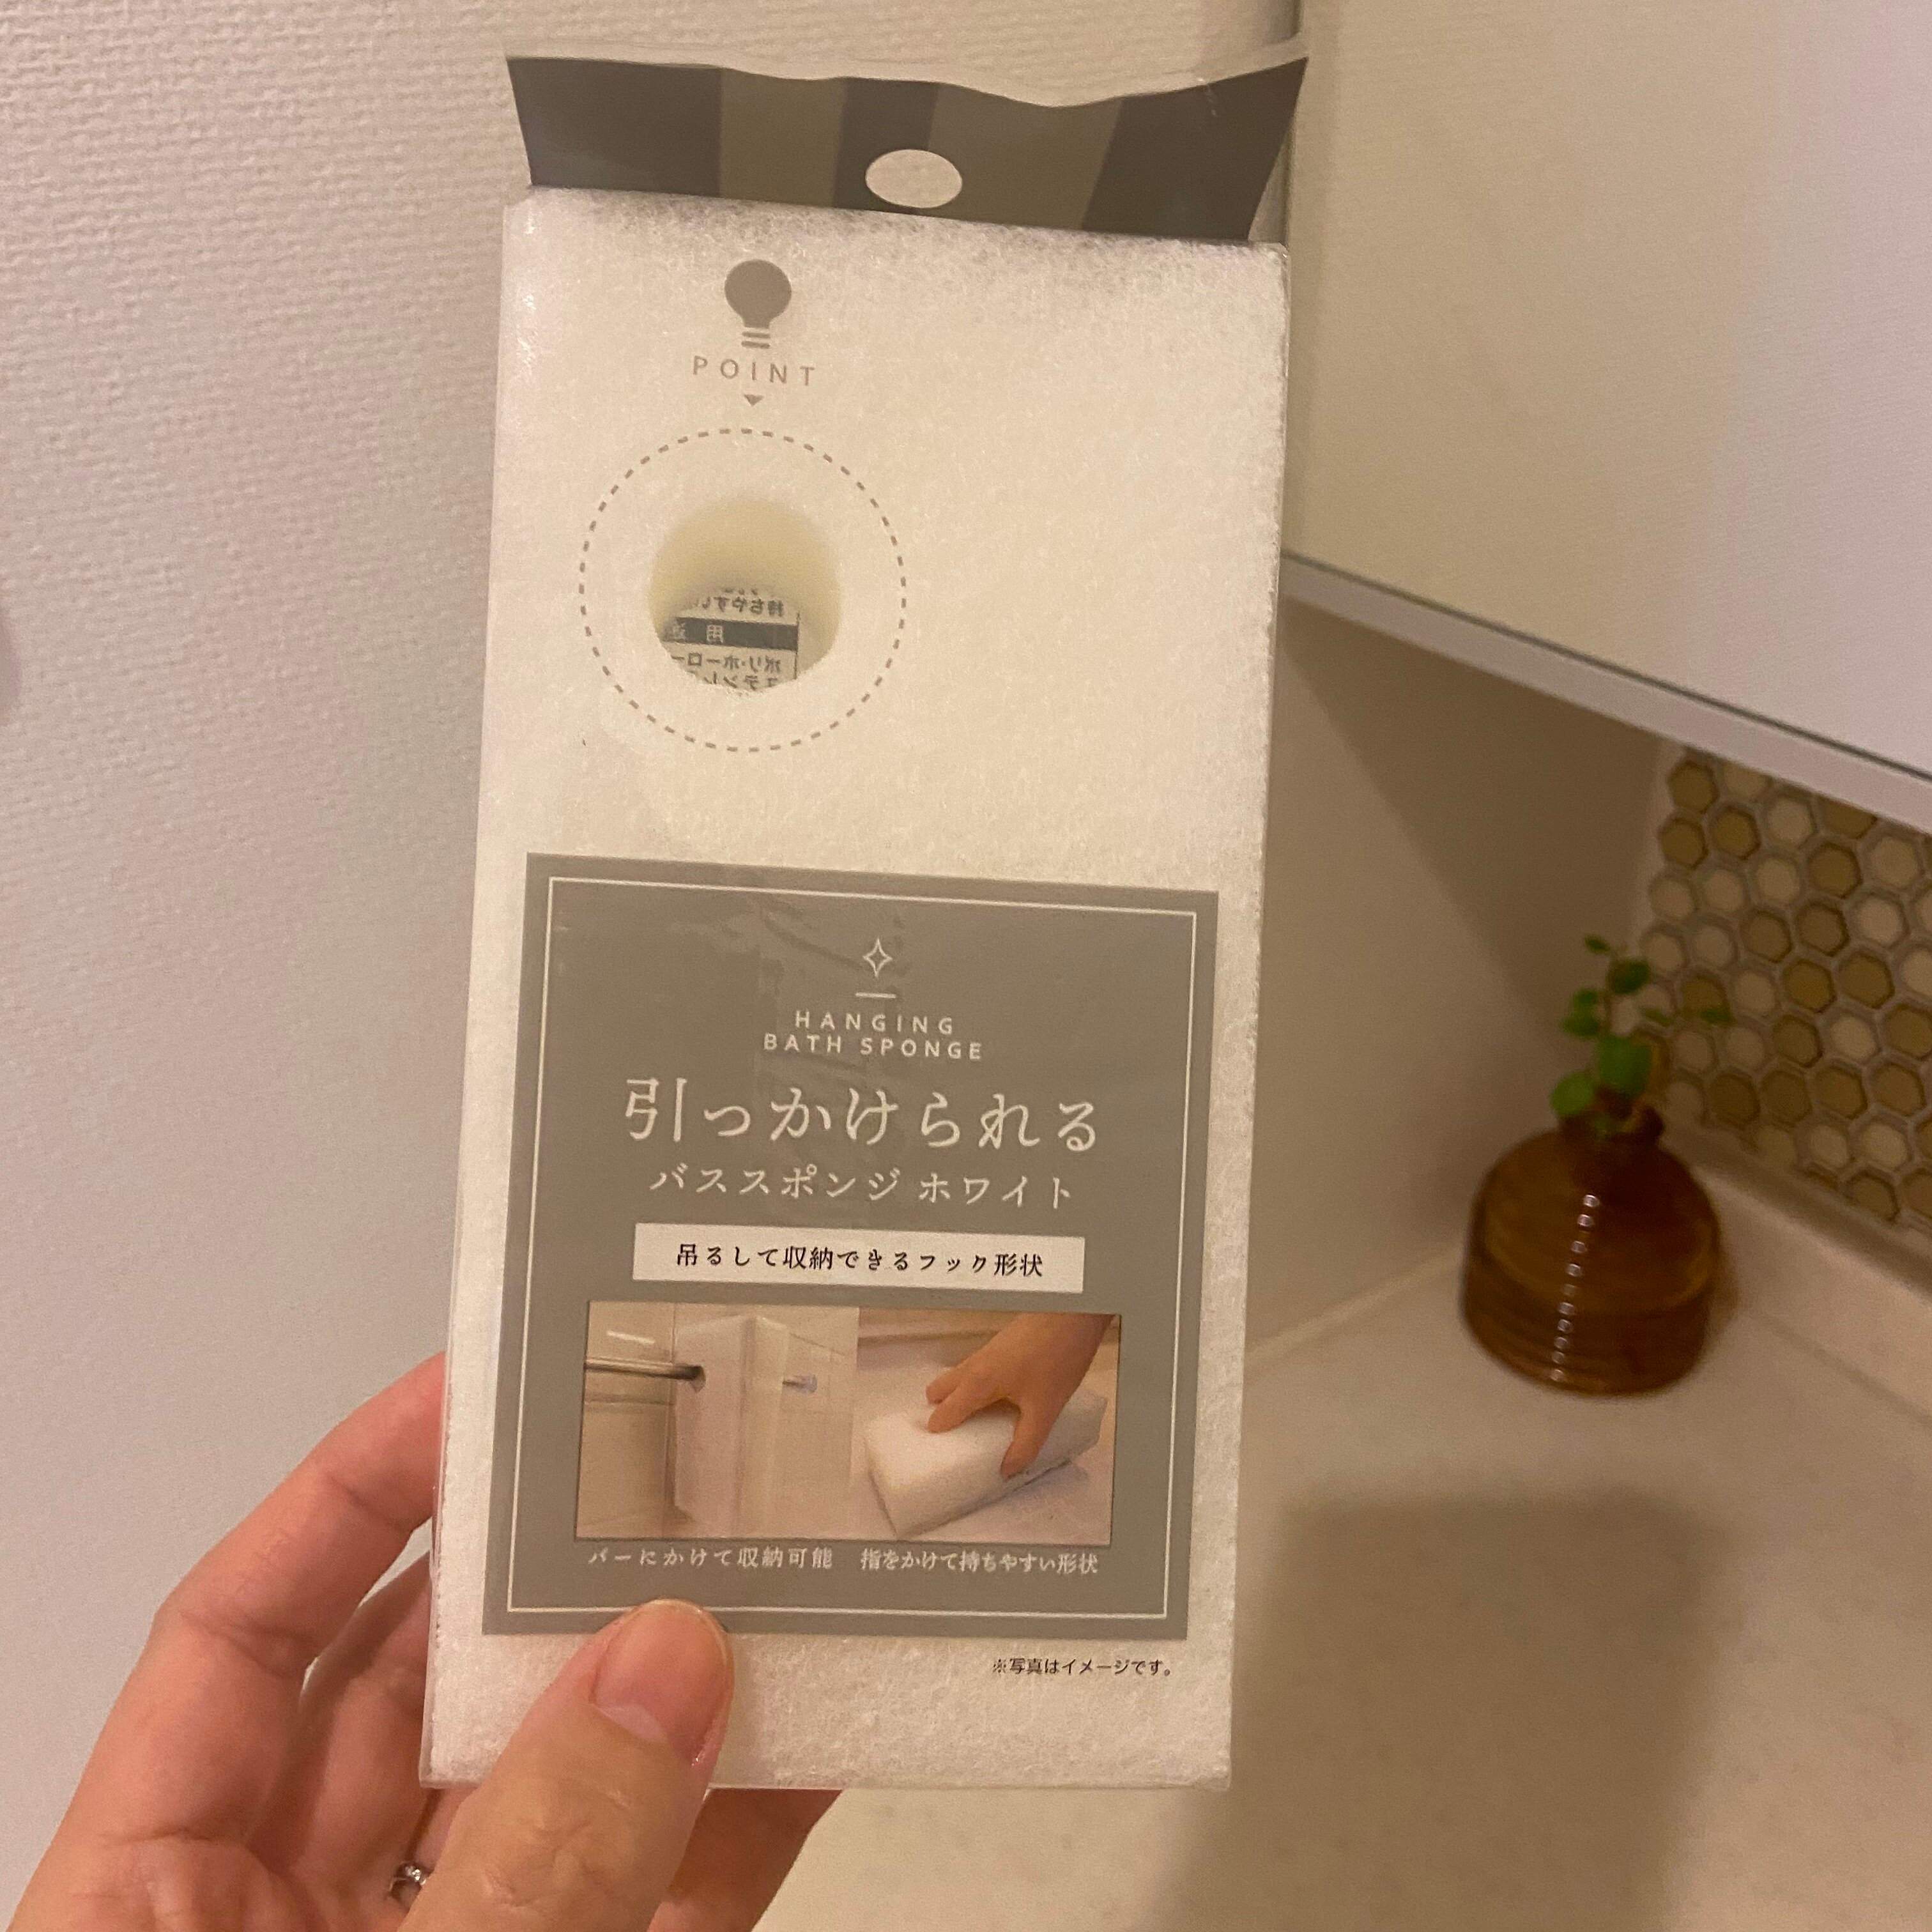 POINT
HANGING
BATH SPONGE
引っかけられる
バススポンジ ホワイト
吊るして収納できるフック形状
バーにかけて収納可能
指をかけて持ちやすい形状
※写真はイメージです。